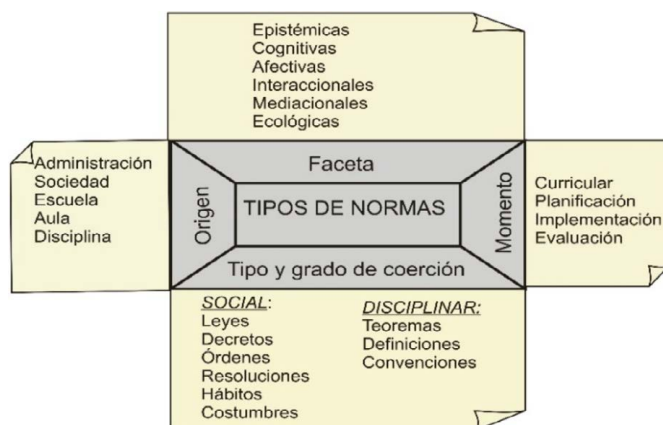 Epistémicas
Cognitivas
Afectivas
Interaccionales
Mediacionales
Ecológicas
Administración
Sociedad
Escuela
Aula
Disciplina
Origen
Faceta
TIPOS DE NORMAS
Momento
Tipo y grado de coerción
Curricular
Planificación
Implementación
Evaluación
SOCIAL:
Leyes
Decretos
Órdenes
Resoluciones
Hábitos
Costumbres
DISCIPLINAR:
Teoremas
Definiciones
Convenciones